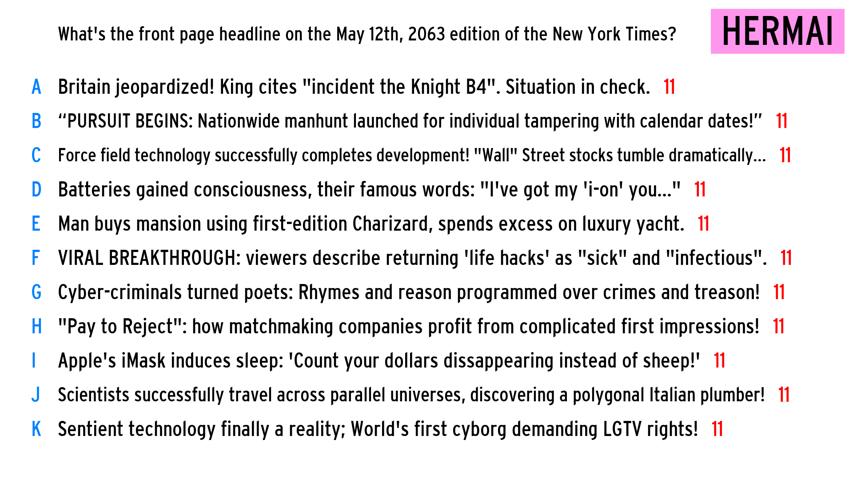 What's the front page headline on the May 12th, 2063 edition of the New York Times?
HERMAI
A Britain jeopardized! King cites "incident the Knight B4". Situation in check. 11
B “PURSUIT BEGINS: Nationwide manhunt launched for individual tampering with calendar dates!” 11
C Force field technology successfully completes development! "Wall" Street stocks tumble dramatically... 11
D Batteries gained consciousness, their famous words: "I've got my 'i-on' you..." 11
E Man buys mansion using first-edition Charizard, spends excess on luxury yacht. 11
F VIRAL BREAKTHROUGH: viewers describe returning 'life hacks' as "sick" and "infectious". 11
G Cyber-criminals turned poets: Rhymes and reason programmed over crimes and treason! 11
H "Pay to Reject": how matchmaking companies profit from complicated first impressions! 11
I Apple's iMask induces sleep: 'Count your dollars dissappearing instead of sheep!' 11
J Scientists successfully travel across parallel universes, discovering a polygonal Italian plumber! 11
K Sentient technology finally a reality; World's first cyborg demanding LGTV rights! 11